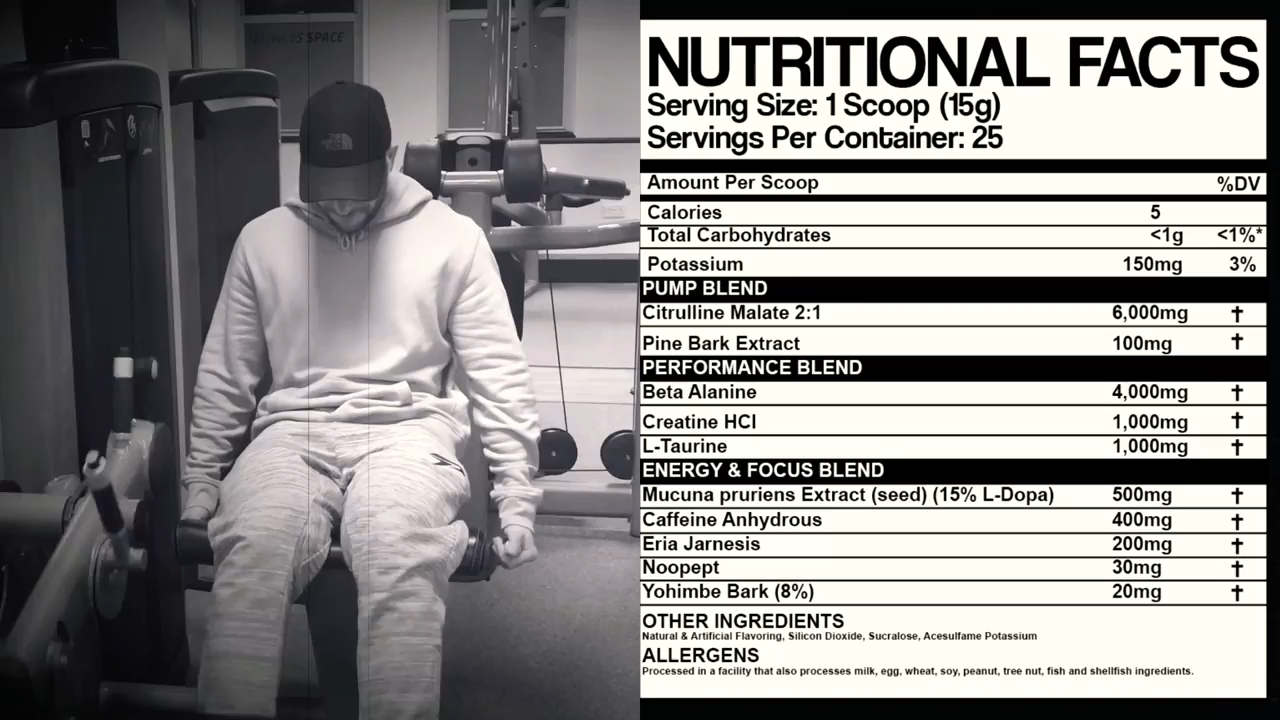 FITNESS SPACE
NUTRITIONAL FACTS
Serving Size: 1 Scoop (15g)
Servings Per Container: 25
Amount Per Scoop %DV
Calories 5
Total Carbohydrates <1g <1%*
Potassium 150mg 3%
PUMP BLEND
Citrulline Malate 2:1 6,000mg †
Pine Bark Extract 100mg †
PERFORMANCE BLEND
Beta Alanine 4,000mg †
Creatine HCI 1,000mg †
L-Taurine 1,000mg †
ENERGY & FOCUS BLEND
Mucuna pruriens Extract (seed) (15% L-Dopa) 500mg †
Caffeine Anhydrous 400mg †
Eria Jarnesis 200mg †
Noopept 30mg †
Yohimbe Bark (8%) 20mg †
OTHER INGREDIENTS
Natural & Artificial Flavoring, Silicon Dioxide, Sucralose, Acesulfame Potassium
ALLERGENS
Processed in a facility that also processes milk, egg, wheat, soy, peanut, tree nut, fish and shellfish ingredients.